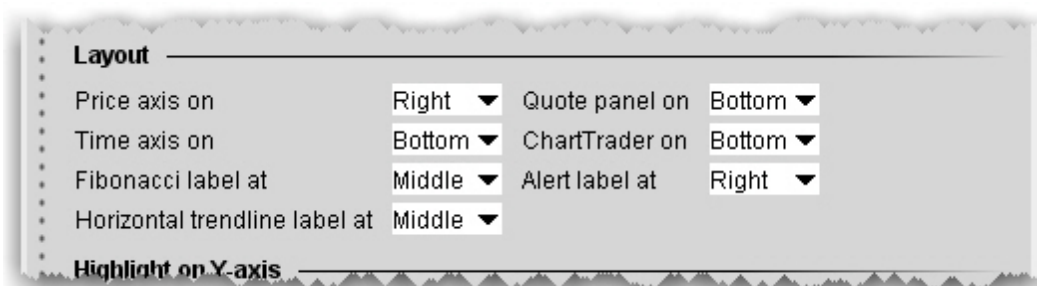 Layout
Price axis on Right Quote panel on Bottom
Time axis on Bottom ChartTrader on Bottom
Fibonacci label at Middle Alert label at Right
Horizontal trendline label at Middle
Highlight on Y-axis